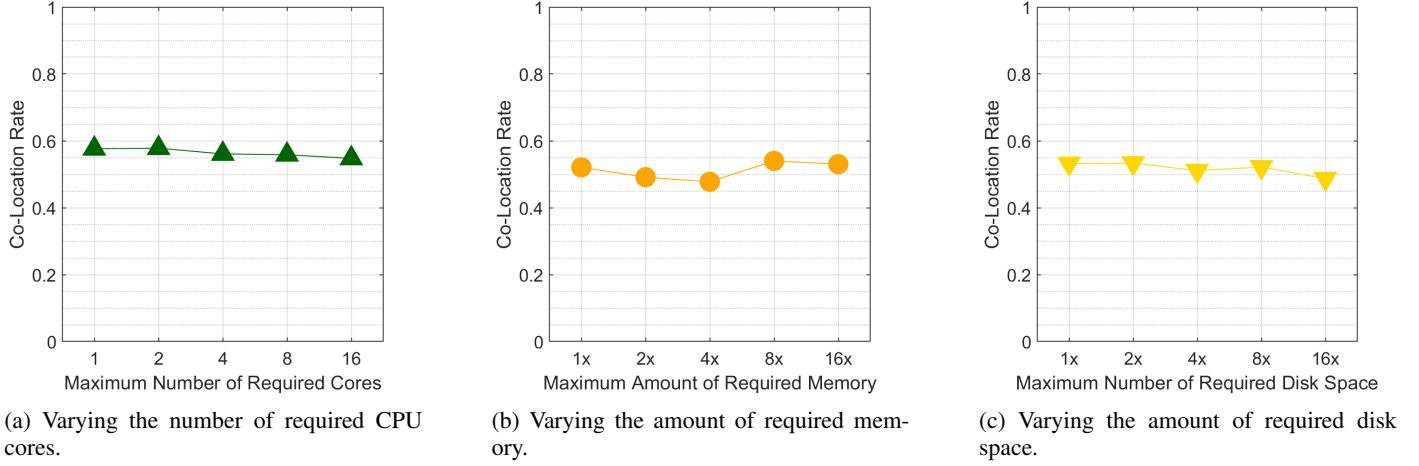 1
0.8
0.6
0.4
0.2
0
Co-Location Rate
1 2 4 8 16
Maximum Number of Required Cores
(a) Varying the number of required CPU
cores.
1
0.8
0.6
0.4
0.2
0
Co-Location Rate
1x 2x 4x 8x 16x
Maximum Amount of Required Memory
(b) Varying the amount of required mem-
ory.
1
0.8
0.6
0.4
0.2
0
Co-Location Rate
1x 2x 4x 8x 16x
Maximum Number of Required Disk Space
(c) Varying the amount of required disk
space.